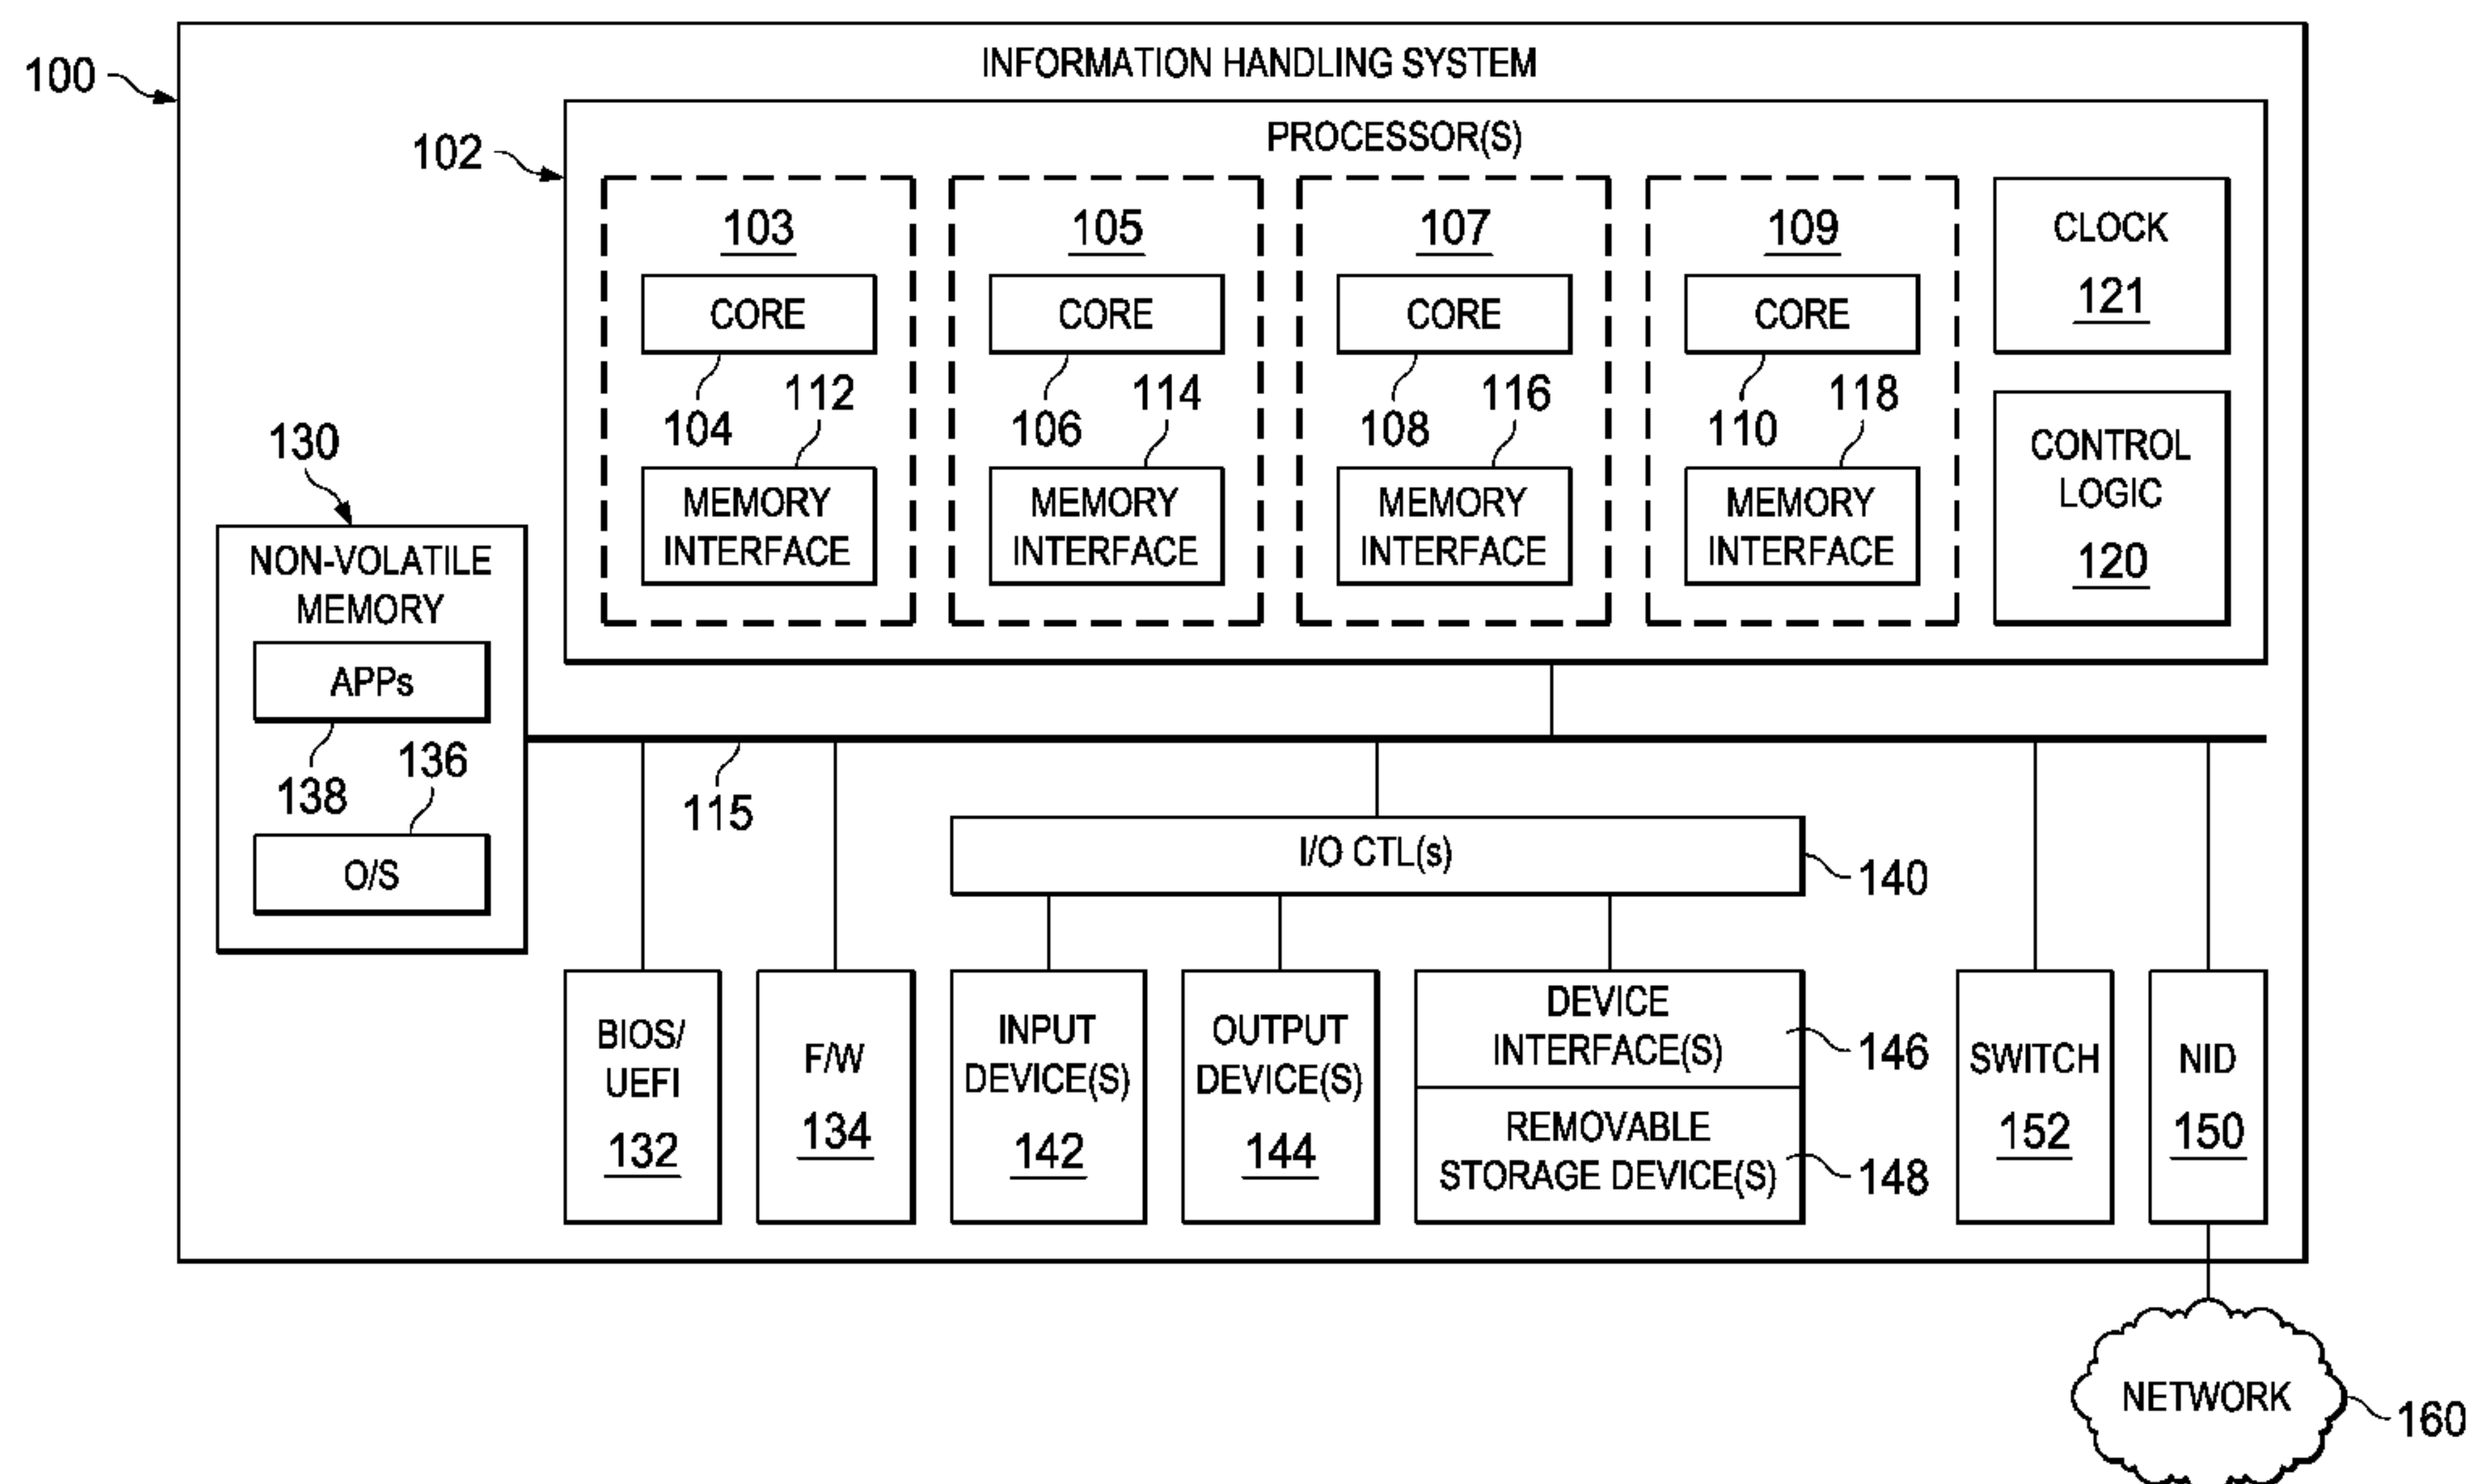 INFORMATION HANDLING SYSTEM
100
PROCESSOR(S)
102
103
CORE
104
112
MEMORY
INTERFACE
105
CORE
106
114
MEMORY
INTERFACE
107
CORE
108
116
MEMORY
INTERFACE
109
CORE
110
118
MEMORY
INTERFACE
CLOCK
121
CONTROL
LOGIC
120
130
NON-VOLATILE
MEMORY
APPs
138
136
O/S
115
I/O CTL(s)
140
BIOS/
UEFI
132
F/W
134
INPUT
DEVICE(S)
142
OUTPUT
DEVICE(S)
144
DEVICE
INTERFACE(S)
146
REMOVABLE
STORAGE DEVICE(S)
148
SWITCH
152
NID
150
NETWORK
160